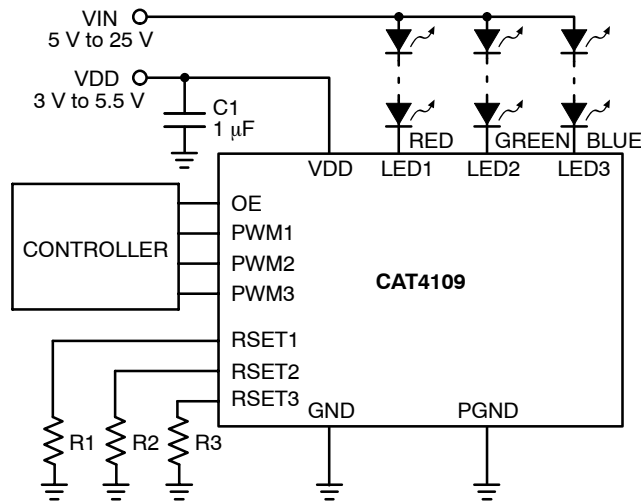 VIN
5 V to 25 V
VDD
3 V to 5.5 V
C1
1 μF
RED
GREEN
BLUE
VDD
LED1
LED2
LED3
CONTROLLER
OE
PWM1
PWM2
PWM3
CAT4109
RSET1
RSET2
RSET3
GND
PGND
R1
R2
R3